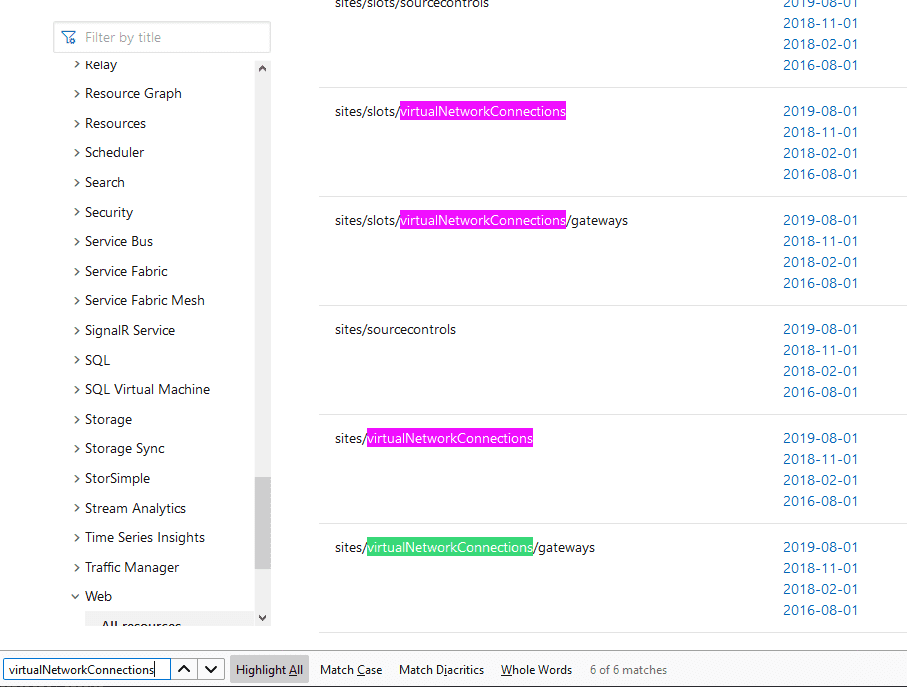 Filter by title
Relay
Resource Graph
Resources
Scheduler
Search
Security
Service Bus
Service Fabric
Service Fabric Mesh
SignalR Service
SQL
SQL Virtual Machine
Storage
Storage Sync
StorSimple
Stream Analytics
Time Series Insights
Traffic Manager
Web
All resources
sites/slots/sourcecontrols
2019-08-01
2018-11-01
2018-02-01
2016-08-01
sites/slots/virtualNetworkConnections
2019-08-01
2018-11-01
2018-02-01
2016-08-01
sites/slots/virtualNetworkConnections/gateways
2019-08-01
2018-11-01
2018-02-01
2016-08-01
sites/sourcecontrols
2019-08-01
2018-11-01
2018-02-01
2016-08-01
sites/virtualNetworkConnections
2019-08-01
2018-11-01
2018-02-01
2016-08-01
sites/virtualNetworkConnections/gateways
2019-08-01
2018-11-01
2018-02-01
2016-08-01
virtualNetworkConnections Highlight All Match Case Match Diacritics Whole Words 6 of 6 matches